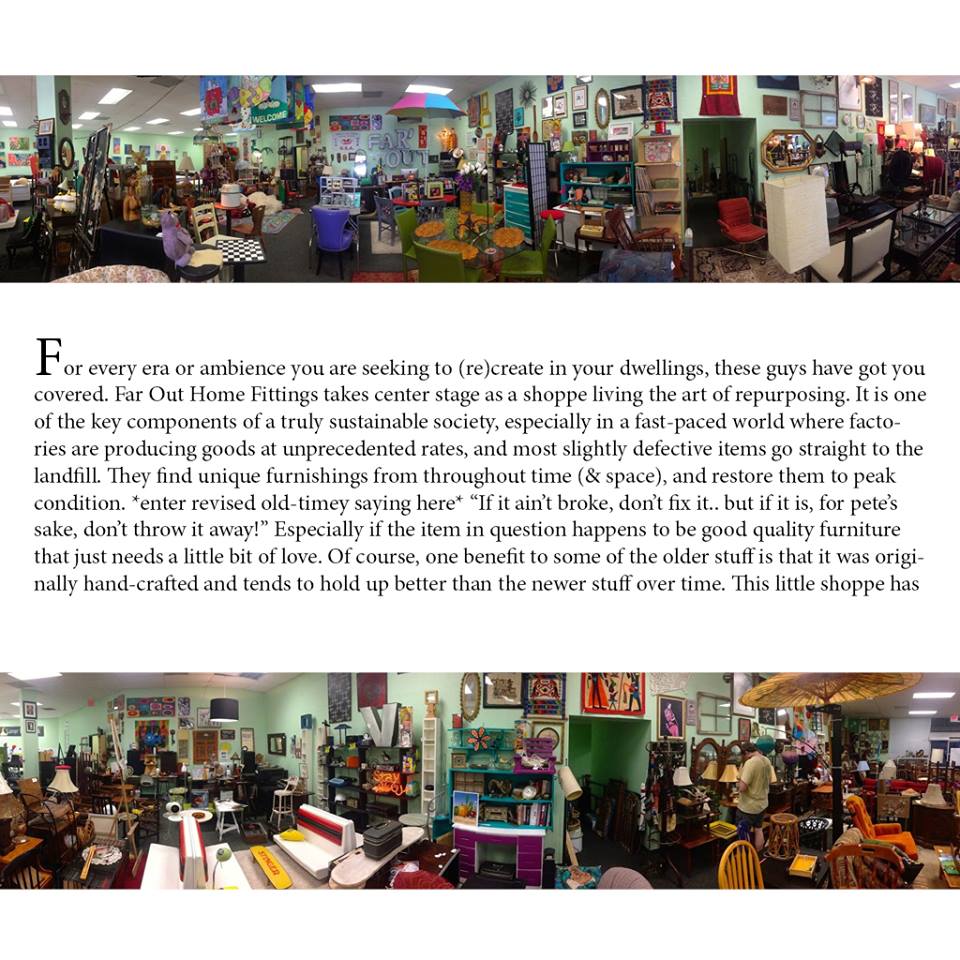 WELCOME
FAR
OUT
For every era or ambience you are seeking to (re)create in your dwellings, these guys have got you
covered. Far Out Home Fittings takes center stage as a shoppe living the art of repurposing. It is one
of the key components of a truly sustainable society, especially in a fast-paced world where facto-
ries are producing goods at unprecedented rates, and most slightly defective items go straight to the
landfill. They find unique furnishings from throughout time (& space), and restore them to peak
condition. *enter revised old-timey saying here* “If it ain’t broke, don’t fix it.. but if it is, for pete’s
sake, don’t throw it away!” Especially if the item in question happens to be good quality furniture
that just needs a little bit of love. Of course, one benefit to some of the older stuff is that it was origi-
nally hand-crafted and tends to hold up better than the newer stuff over time. This little shoppe has
V
STINGER